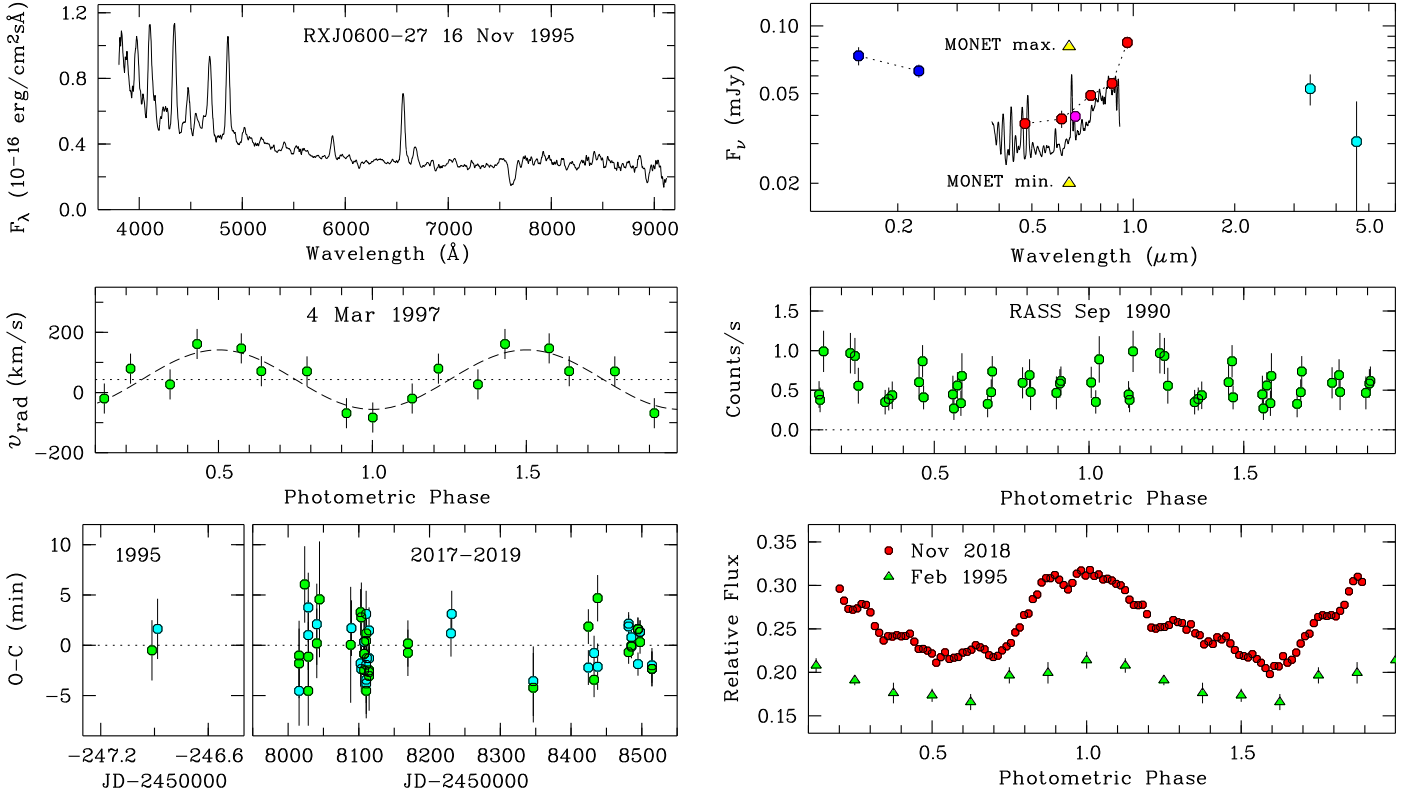 RXJ0600−27 16 Nov 1995
F_λ (10−16 erg/cm²sÅ)
1.2
0.8
0.4
0.0
4000 5000 6000 7000 8000 9000
Wavelength (Å)
MONET max.
MONET min.
F_ν (mJy)
0.10
0.05
0.02
0.2 0.5 1.0 2.0 5.0
Wavelength (μm)
4 Mar 1997
v_rad (km/s)
200
0
−200
0.5 1.0 1.5
Photometric Phase
RASS Sep 1990
Counts/s
1.5
1.0
0.5
0.0
0.5 1.0 1.5
Photometric Phase
1995
2017−2019
O−C (min)
10
5
0
−5
−247.2 −246.6
JD−2450000
8000 8100 8200 8300 8400 8500
JD−2450000
Nov 2018
Feb 1995
Relative Flux
0.35
0.30
0.25
0.20
0.15
0.5 1.0 1.5
Photometric Phase